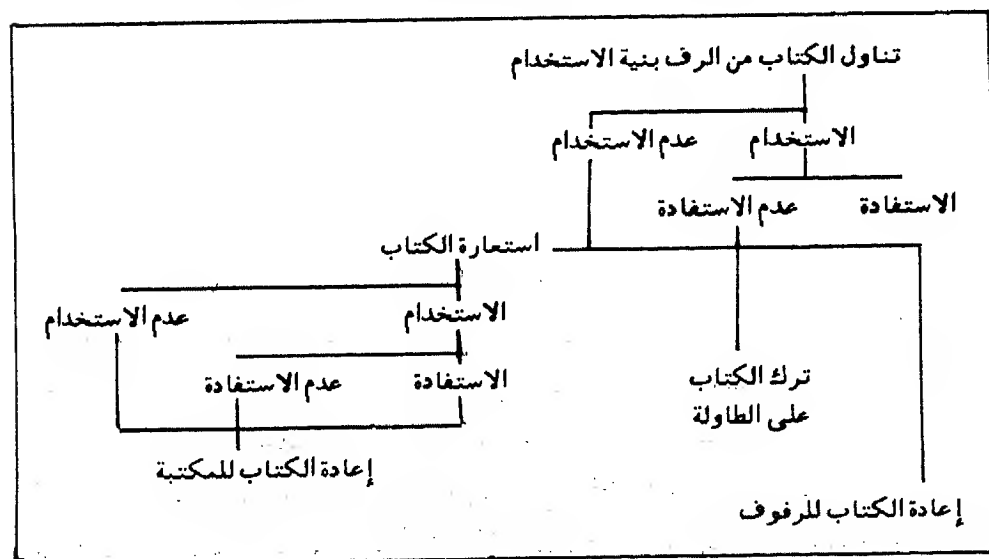 تناول الكتاب من الرف بنية الاستخدام
الاستخدام
عدم الاستخدام
الاستفادة
عدم الاستفادة
استعارة الكتاب
الاستخدام
عدم الاستخدام
ترك الكتاب
على الطاولة
الاستفادة
عدم الاستفادة
إعادة الكتاب للمكتبة
إعادة الكتاب للرفوف